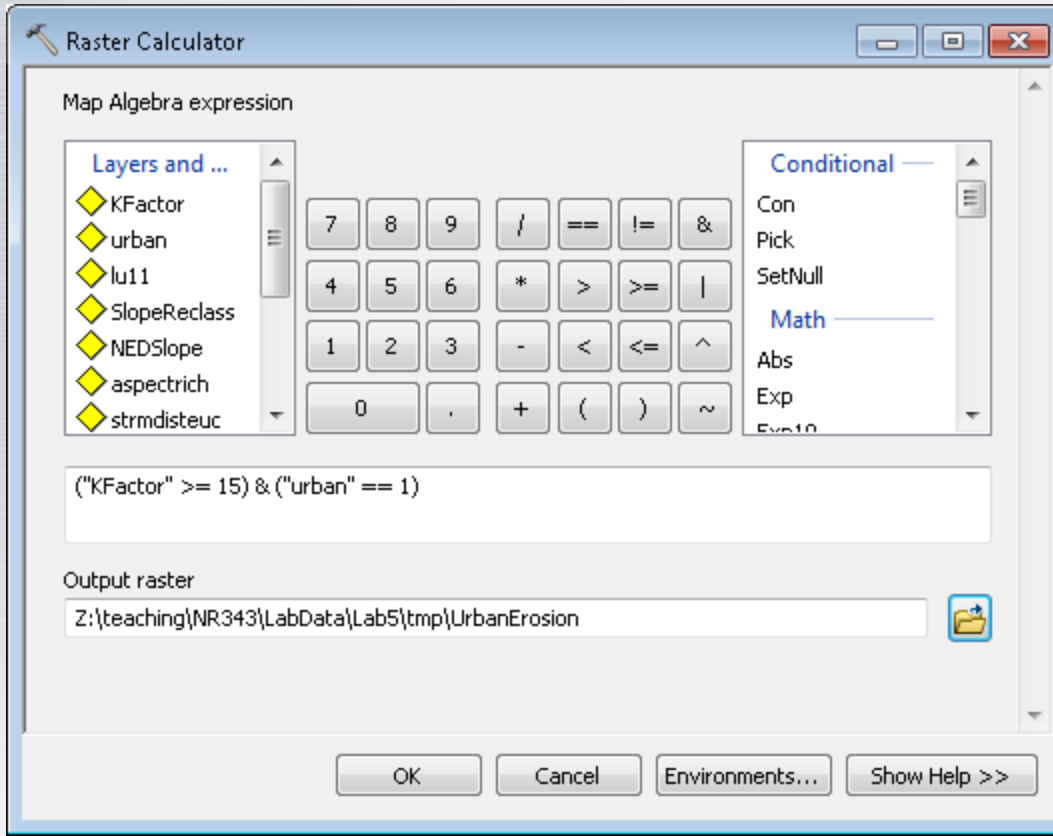 Raster Calculator
Map Algebra expression
Layers and ...
KFactor
urban
lu11
SlopeReclass
NEDSlope
aspectrich
strmdisteuc
7 8 9 / == != &
4 5 6 * > >= |
1 2 3 - < <= ^
0 . + ( ) ~
Conditional
Con
Pick
SetNull
Math
Abs
Exp
Exp10
("KFactor" >= 15) & ("urban" == 1)
Output raster
Z:\teaching\NR343\LabData\Lab5\tmp\UrbanErosion
OK Cancel Environments... Show Help >>